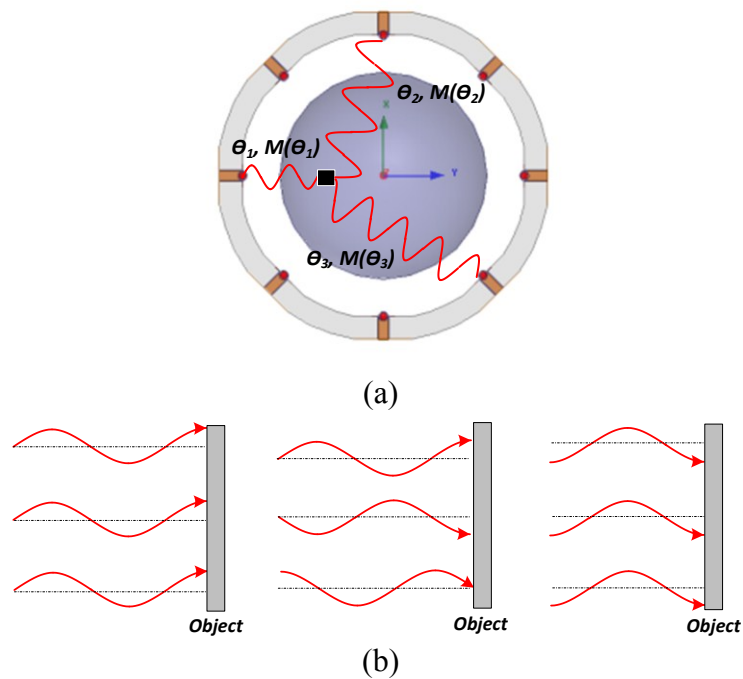 ϴ2, M(ϴ2)
X
ϴ1, M(ϴ1)
Y
ϴ3, M(ϴ3)
(a)
Object Object Object
(b)